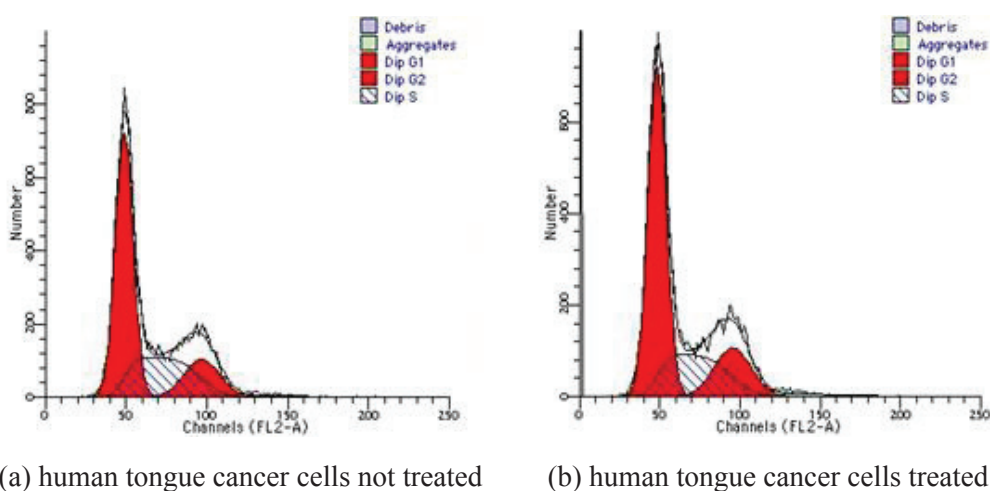 Debris
Aggregates
Dip G1
Dip G2
Dip S
Number
800
600
400
200
0
0 50 100 150 200 250
Channels (FL2-A)
(a) human tongue cancer cells not treated
Debris
Aggregates
Dip G1
Dip G2
Dip S
Number
600
400
200
0
0 50 100 150 200 250
Channels (FL2-A)
(b) human tongue cancer cells treated